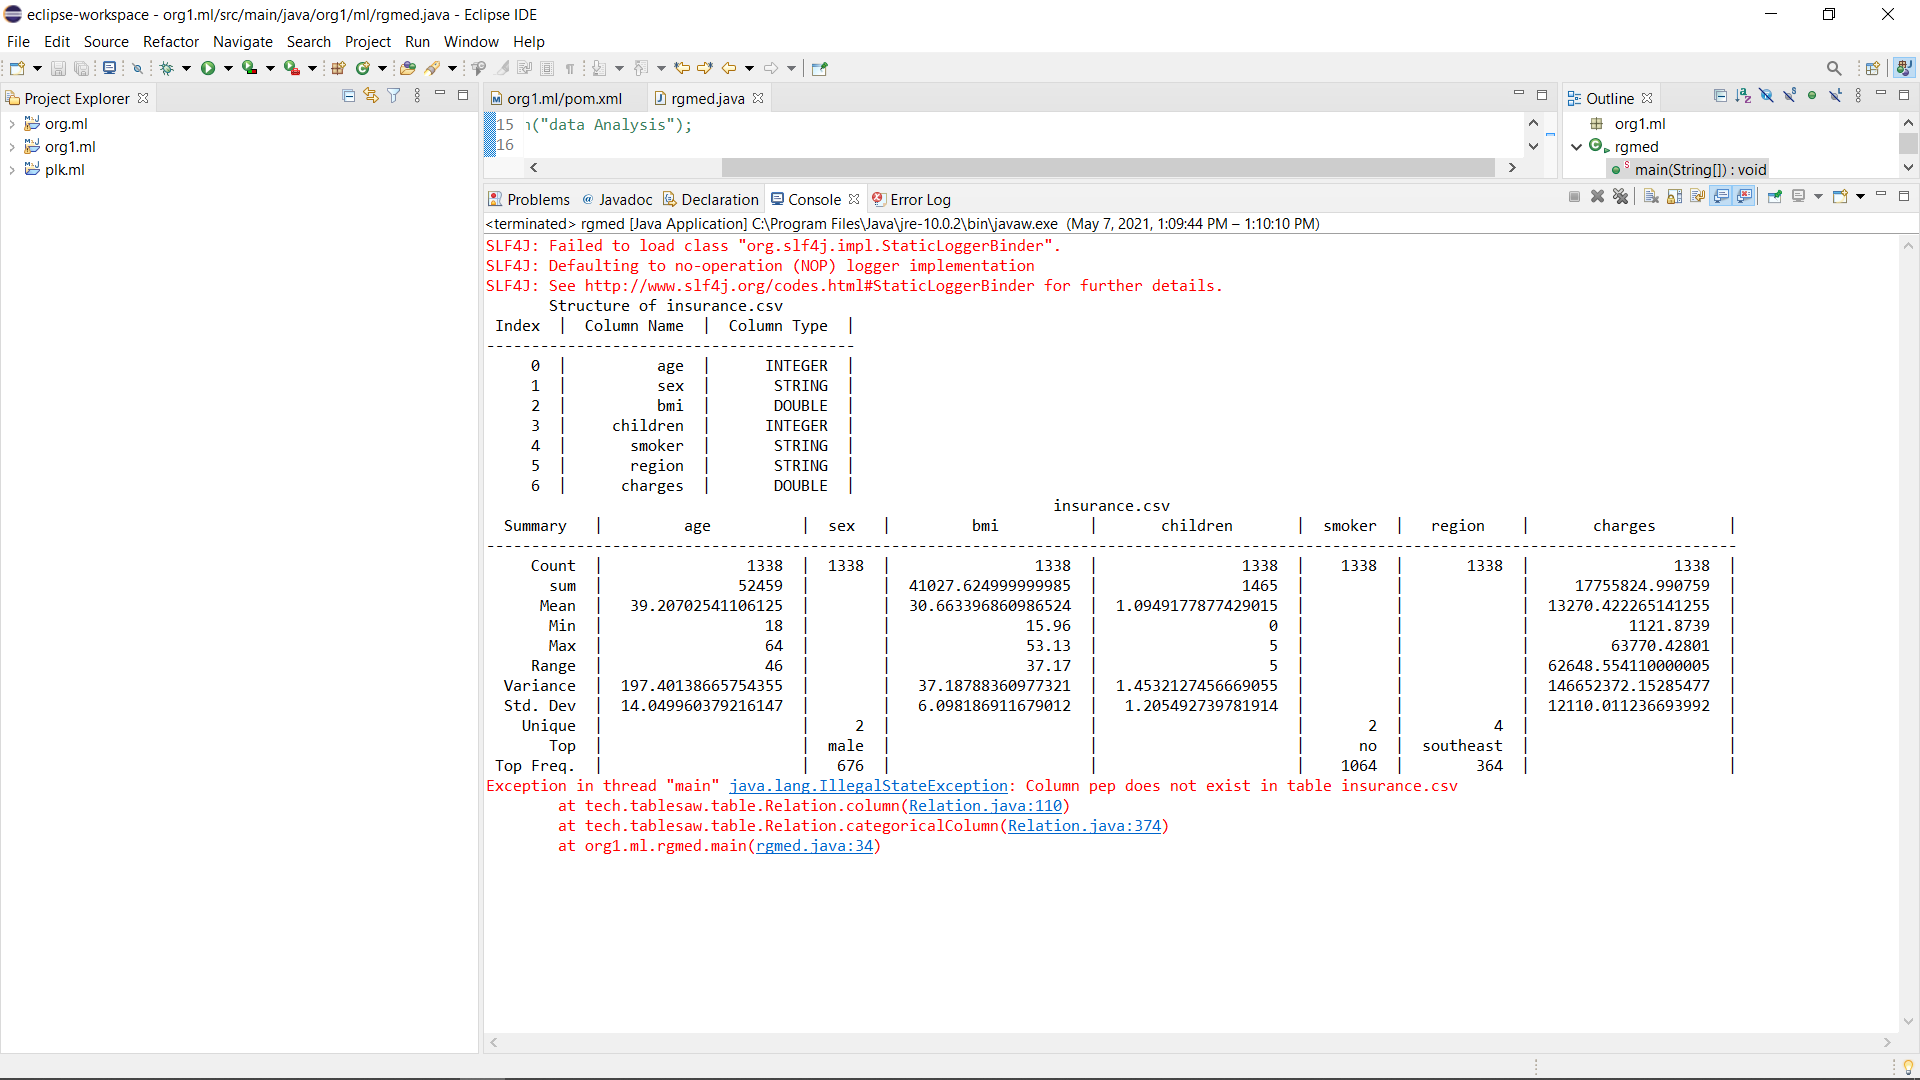 eclipse-workspace - org1.ml/src/main/java/org1/ml/rgmed.java - Eclipse IDE
File Edit Source Refactor Navigate Search Project Run Window Help
Project Explorer
org.ml
org1.ml
plk.ml
org1.ml/pom.xml rgmed.java
15 ("data Analysis");
16
Outline
org1.ml
rgmed
main(String[]) : void
Problems Javadoc Declaration Console Error Log
<terminated> rgmed [Java Application] C:\Program Files\Java\jre-10.0.2\bin\javaw.exe (May 7, 2021, 1:09:44 PM – 1:10:10 PM)
SLF4J: Failed to load class "org.slf4j.impl.StaticLoggerBinder".
SLF4J: Defaulting to no-operation (NOP) logger implementation
SLF4J: See http://www.slf4j.org/codes.html#StaticLoggerBinder for further details.
Structure of insurance.csv
Index | Column Name | Column Type |
-----------------------------------------
0 | age | INTEGER |
1 | sex | STRING |
2 | bmi | DOUBLE |
3 | children | INTEGER |
4 | smoker | STRING |
5 | region | STRING |
6 | charges | DOUBLE |
insurance.csv
Summary | age | sex | bmi | children | smoker | region | charges |
-------------------------------------------------------------------------------------------------------------------------------------------
Count | 1338 | 1338 | 1338 | 1338 | 1338 | 1338 | 1338 |
sum | 52459 | | 41027.624999999985 | 1465 | | | 17755824.990759 |
Mean | 39.20702541106125 | | 30.663396860986524 | 1.0949177877429015 | | | 13270.422265141255 |
Min | 18 | | 15.96 | 0 | | | 1121.8739 |
Max | 64 | | 53.13 | 5 | | | 63770.42801 |
Range | 46 | | 37.17 | 5 | | | 62648.554110000005 |
Variance | 197.40138665754355 | | 37.18788360977321 | 1.4532127456669055 | | | 146652372.15285477 |
Std. Dev | 14.049960379216147 | | 6.098186911679012 | 1.205492739781914 | | | 12110.011236693992 |
Unique | | 2 | | | 2 | 4 | |
Top | | male | | | no | southeast | |
Top Freq. | | 676 | | | 1064 | 364 | |
Exception in thread "main" java.lang.IllegalStateException: Column pep does not exist in table insurance.csv
at tech.tablesaw.table.Relation.column(Relation.java:110)
at tech.tablesaw.table.Relation.categoricalColumn(Relation.java:374)
at org1.ml.rgmed.main(rgmed.java:34)